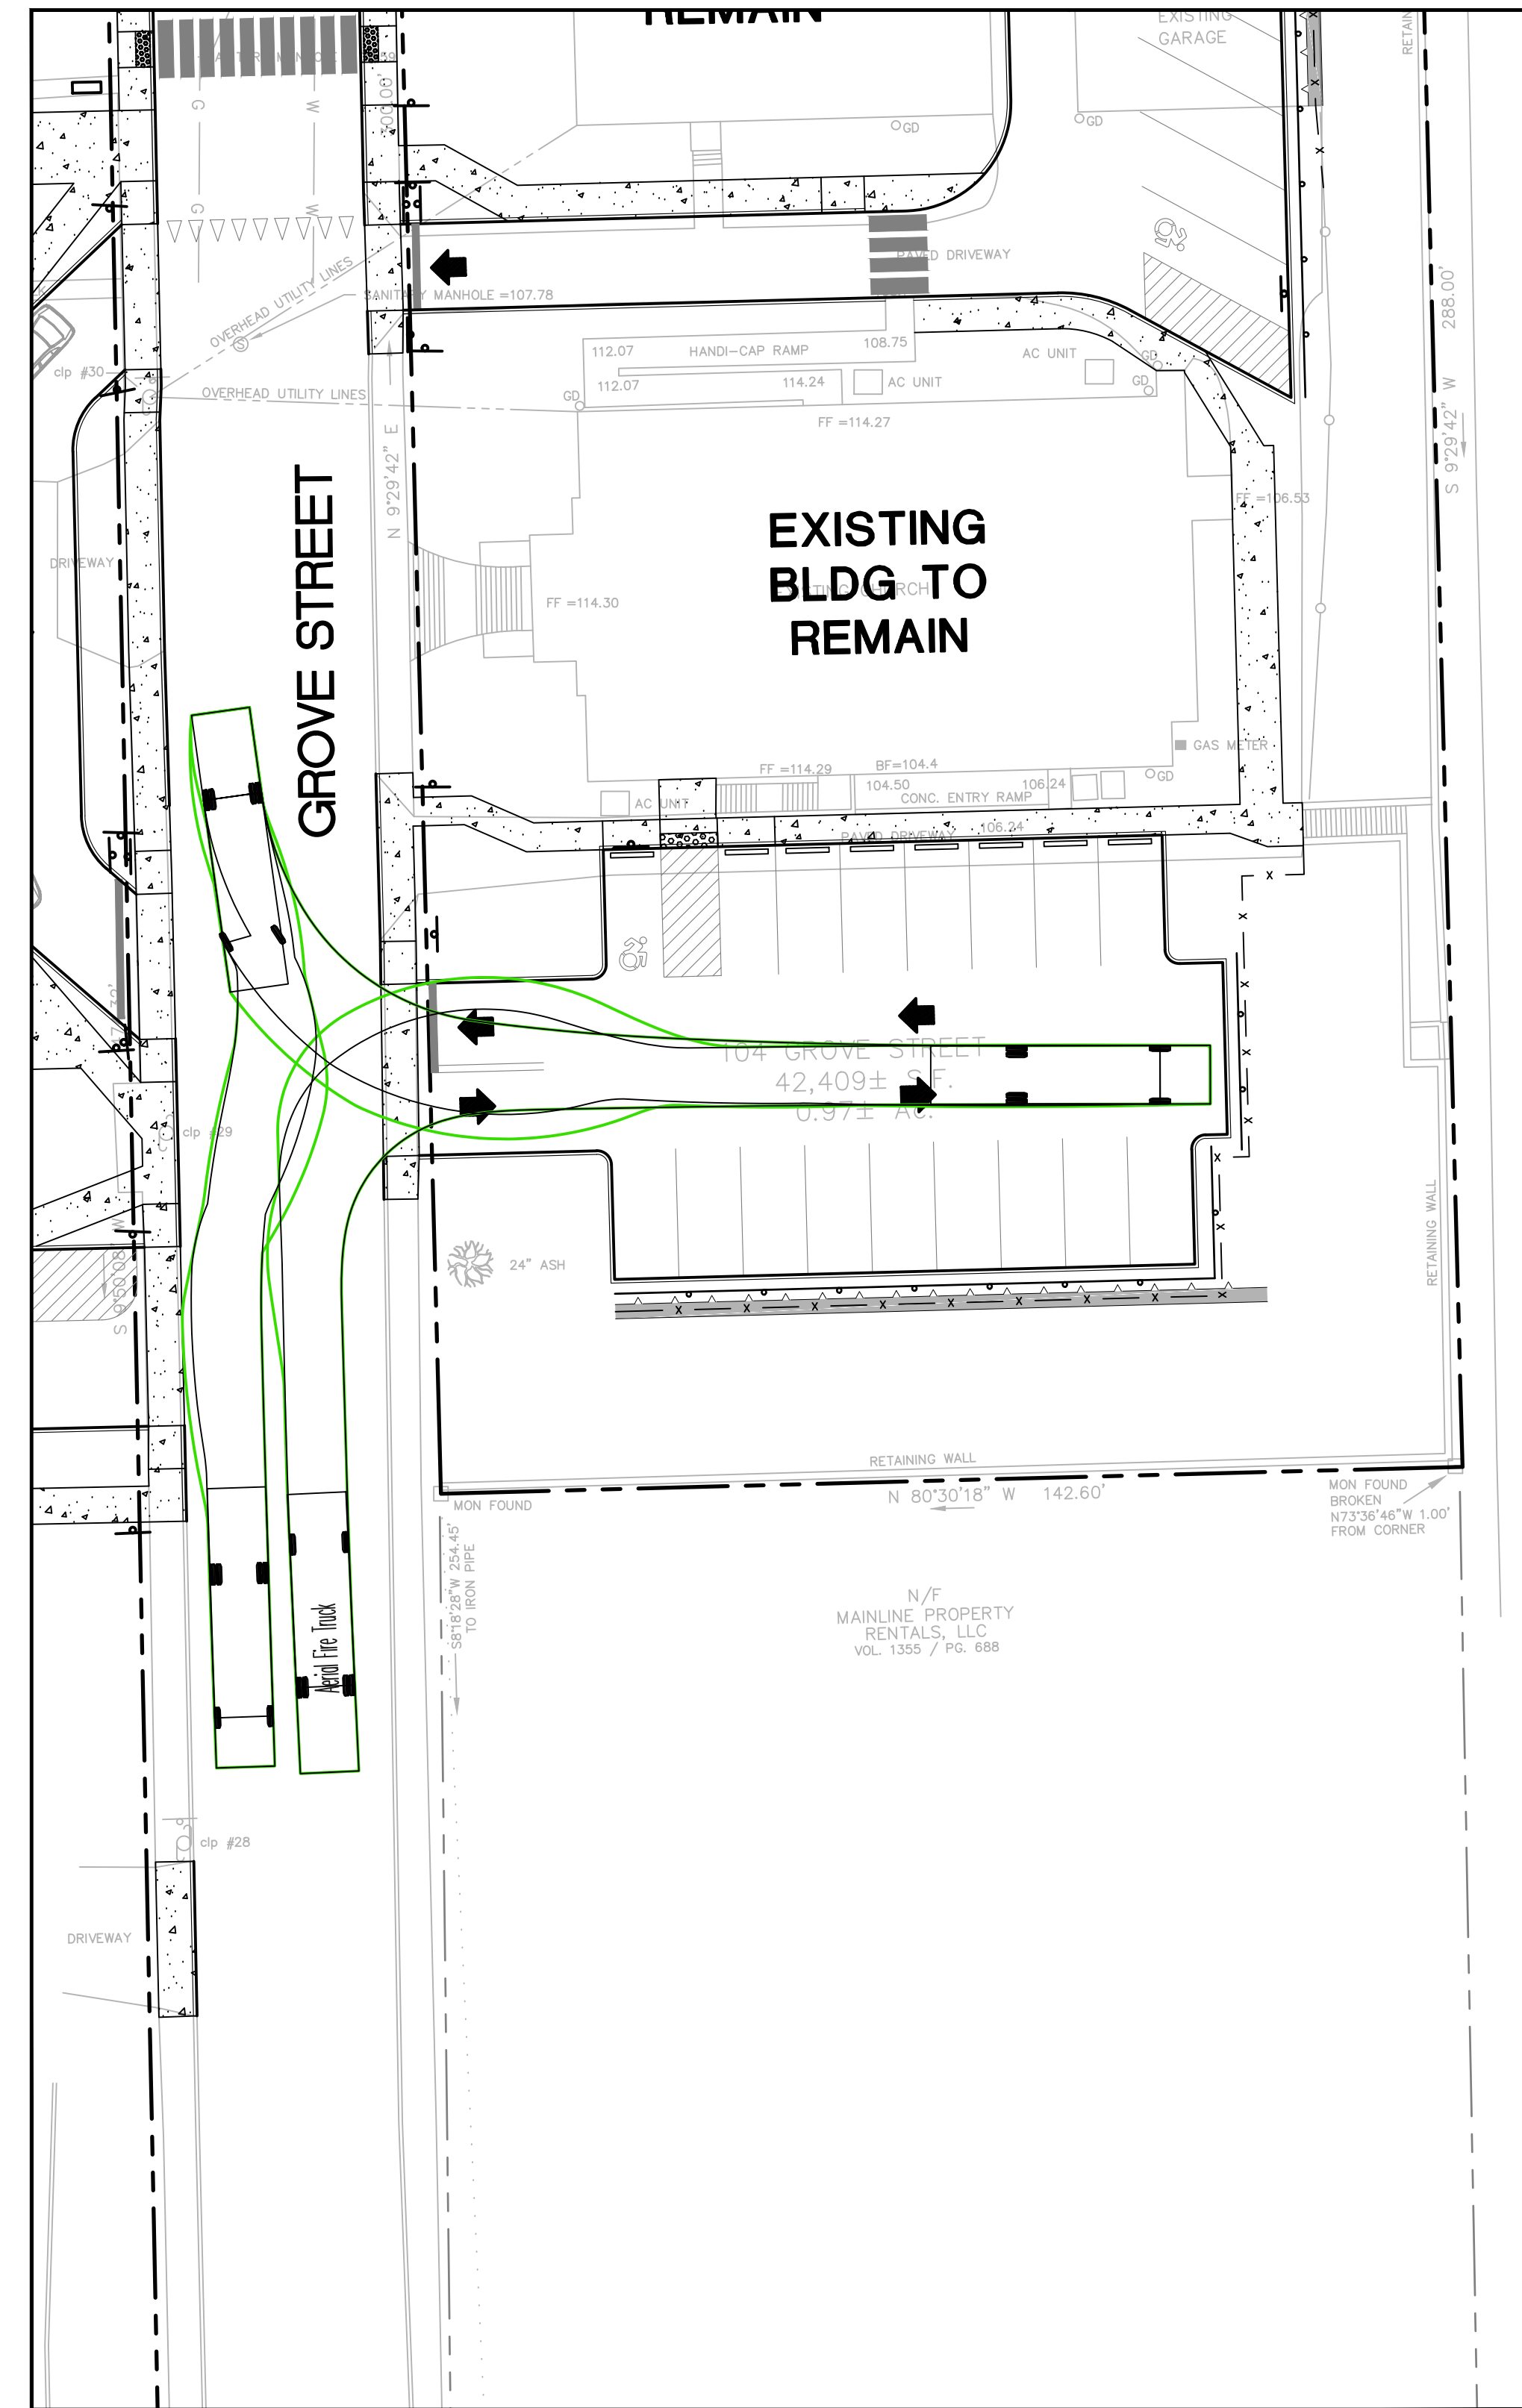 REMAIN
EXISTING
GARAGE
GD
GD
G
W
G
W
PAVED DRIVEWAY
OVERHEAD UTILITY LINES
SANITARY MANHOLE =107.78
S
288.00'
S 9°29'42" W
112.07
HANDI-CAP RAMP
108.75
AC UNIT
GD
clp #30
112.07
114.24
AC UNIT
GD
OVERHEAD UTILITY LINES
GD
FF =114.27
N 9°29'42" E
GROVE STREET
FF =106.53
EXISTING
BLDG TO
REMAIN
EXISTING CHURCH
DRIVEWAY
FF =114.30
GAS METER
FF =114.29
BF=104.4
GD
104.50
106.24
AC UNIT
CONC. ENTRY RAMP
PAVED DRIVEWAY
106.24
104 GROVE STREET
42,409± S.F.
0.97± AC.
clp #29
RETAINING WALL
24" ASH
S 9°50'08" W
RETAINING WALL
N 80°30'18" W 142.60'
MON FOUND
MON FOUND
BROKEN
N73°36'46"W 1.00'
FROM CORNER
S8°18'28"W 254.45'
TO IRON PIPE
Aerial Fire Truck
N/F
MAINLINE PROPERTY
RENTALS, LLC
VOL. 1355 / PG. 688
clp #28
DRIVEWAY